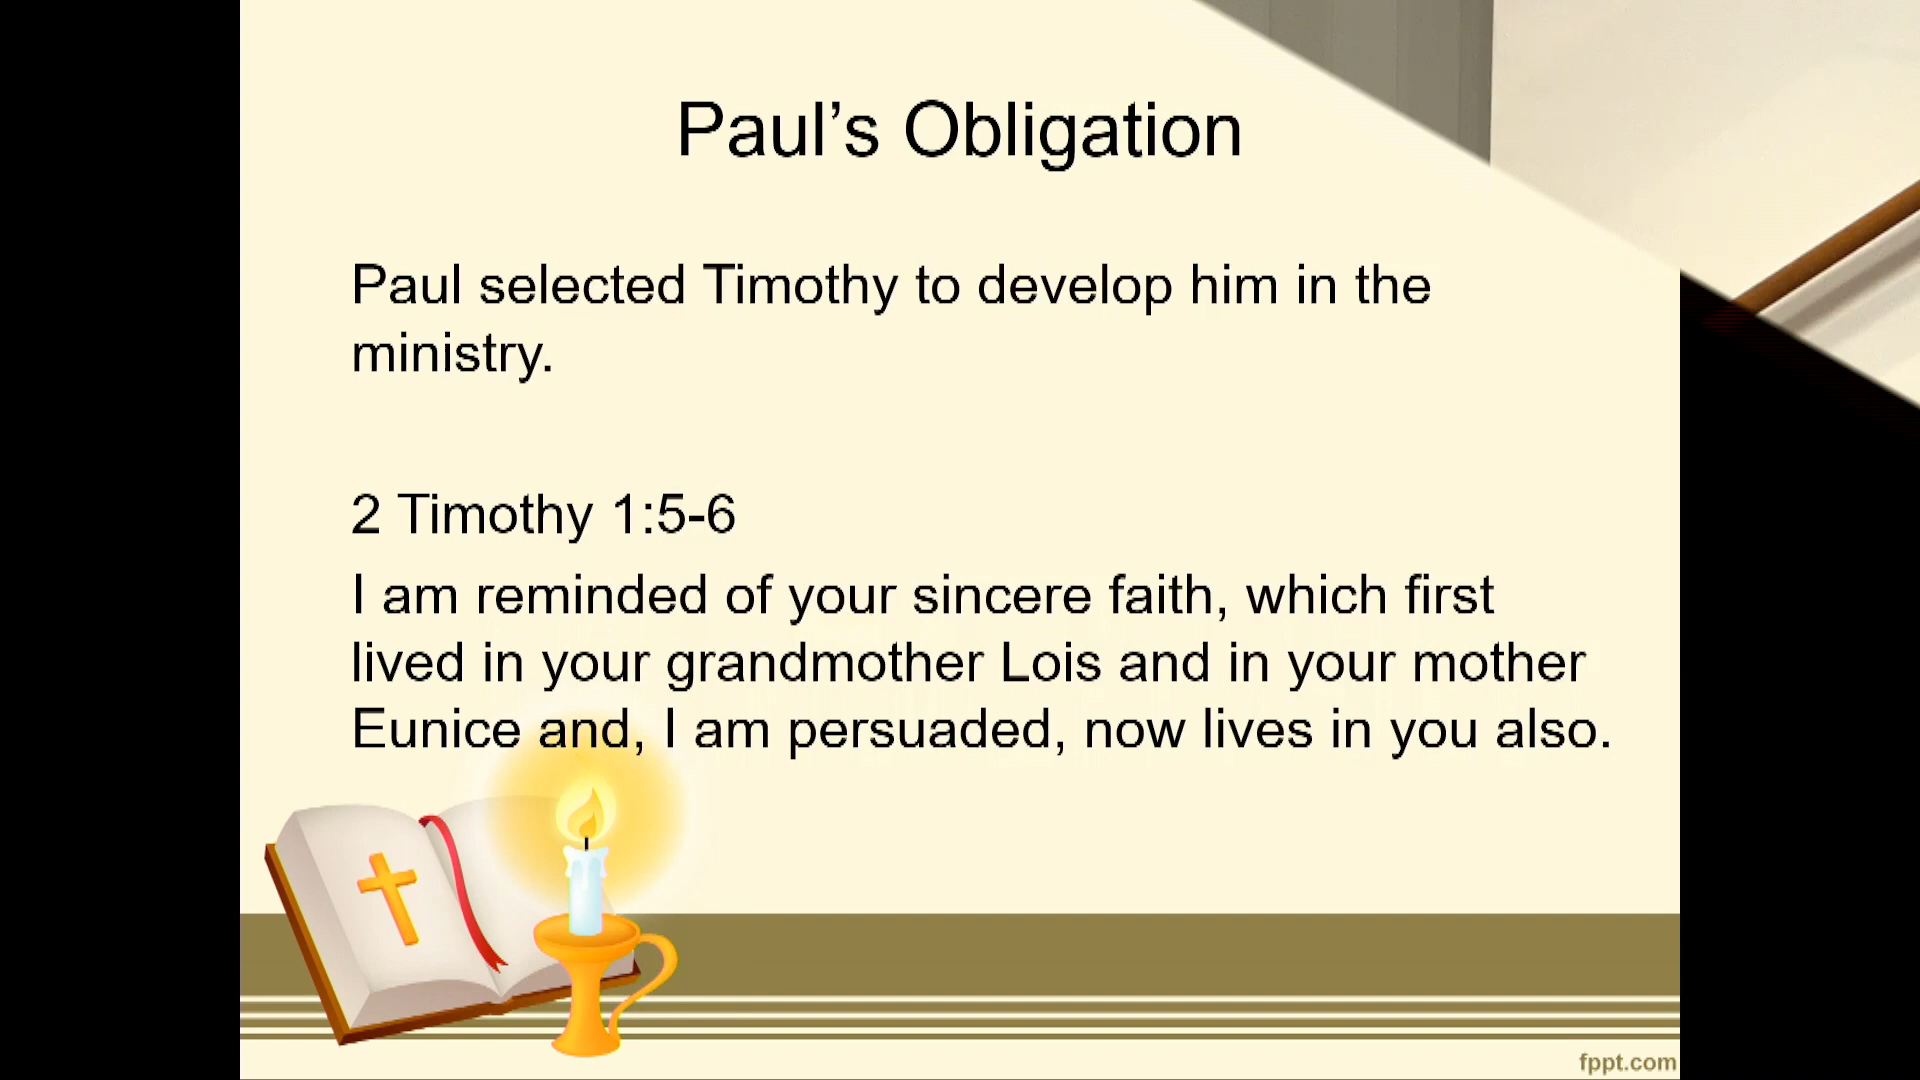 Paul’s Obligation
Paul selected Timothy to develop him in the
ministry.
2 Timothy 1:5-6
I am reminded of your sincere faith, which first
lived in your grandmother Lois and in your mother
Eunice and, I am persuaded, now lives in you also.
fppt.com